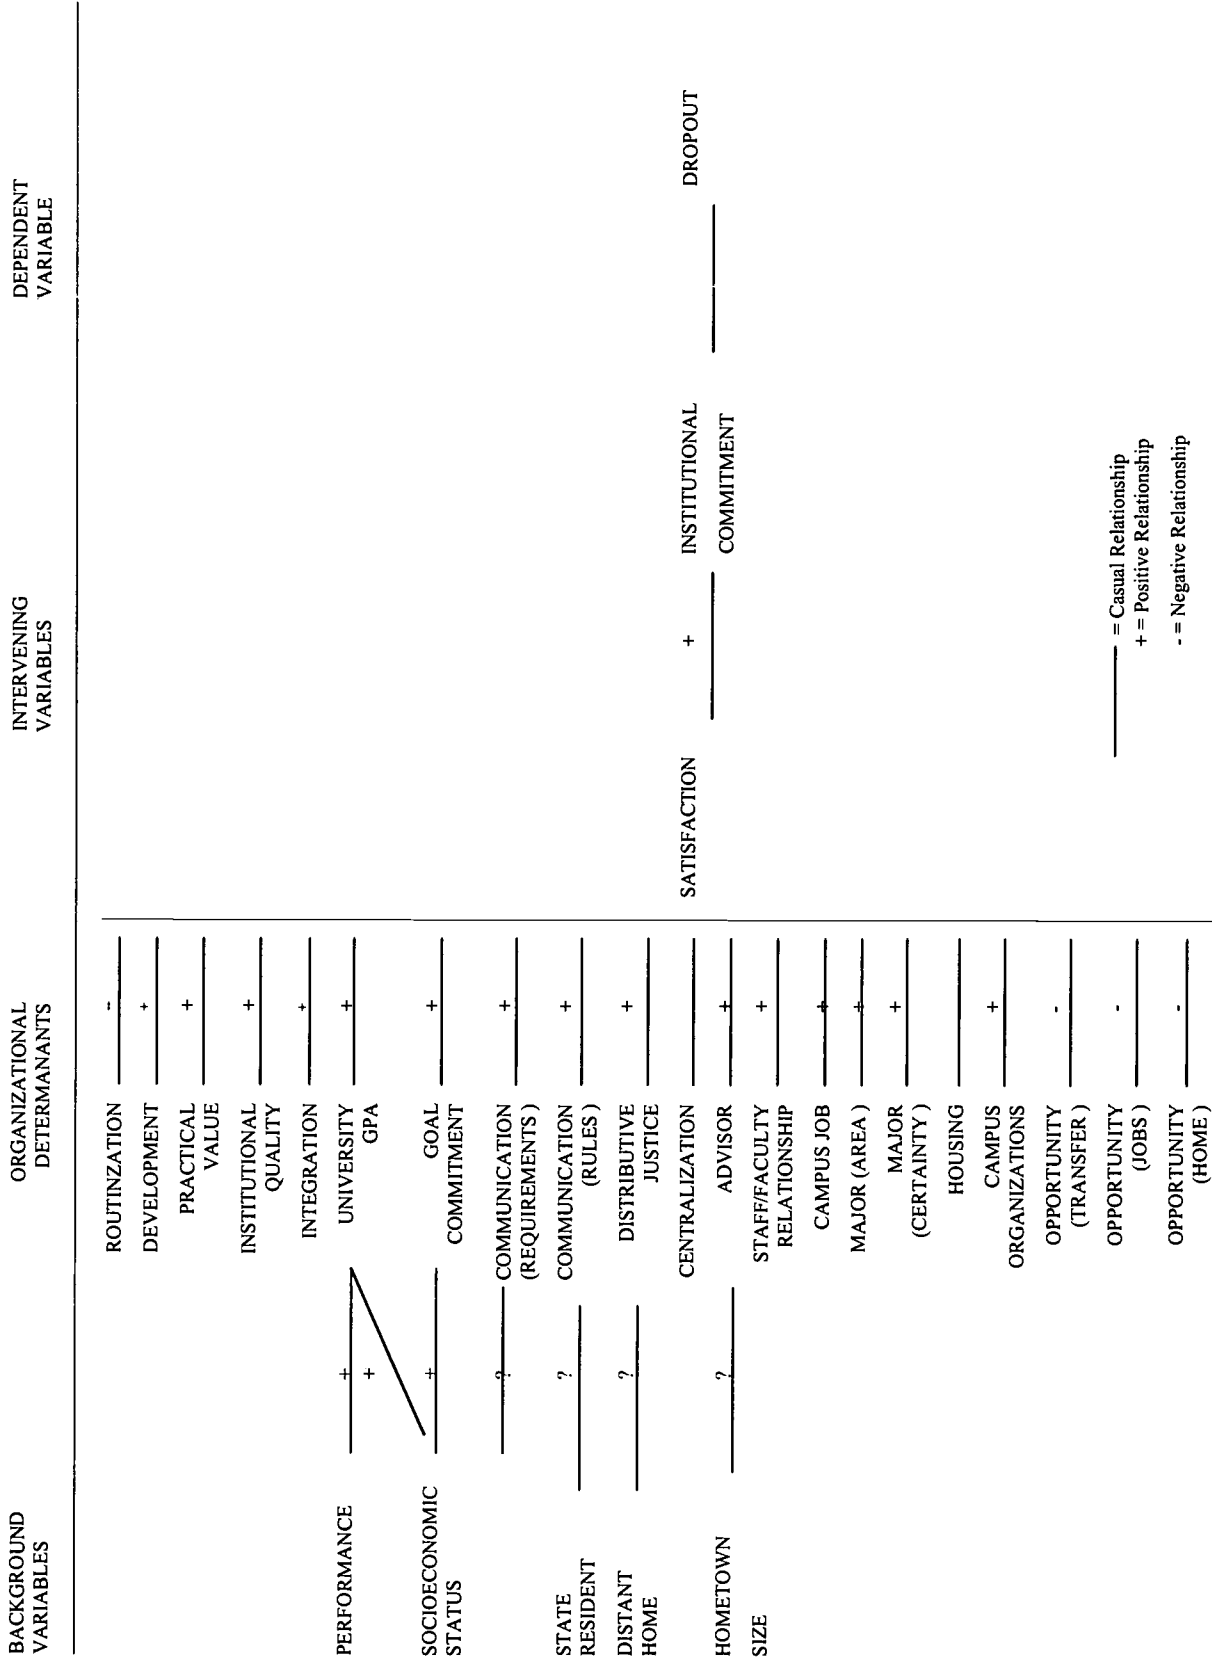 BACKGROUND
VARIABLES
ORGANIZATIONAL
DETERMANANTS
INTERVENING
VARIABLES
DEPENDENT
VARIABLE
ROUTINZATION
-
DEVELOPMENT
+
PRACTICAL
VALUE
+
INSTITUTIONAL
QUALITY
+
INTEGRATION
+
PERFORMANCE
+
+
UNIVERSITY
GPA
+
SOCIOECONOMIC
STATUS
+
GOAL
COMMITMENT
+
?
COMMUNICATION
(REQUIREMENTS )
+
STATE
RESIDENT
?
COMMUNICATION
(RULES )
+
DISTANT
HOME
?
DISTRIBUTIVE
JUSTICE
+
CENTRALIZATION
SATISFACTION
+
INSTITUTIONAL
COMMITMENT
DROPOUT
HOMETOWN
SIZE
?
ADVISOR
+
STAFF/FACULTY
RELATIONSHIP
+
CAMPUS JOB
+
MAJOR (AREA )
+
MAJOR
(CERTAINTY )
+
HOUSING
CAMPUS
ORGANIZATIONS
+
OPPORTUNITY
(TRANSFER )
-
OPPORTUNITY
(JOBS )
-
OPPORTUNITY
(HOME )
-
= Casual Relationship
+ = Positive Relationship
- = Negative Relationship